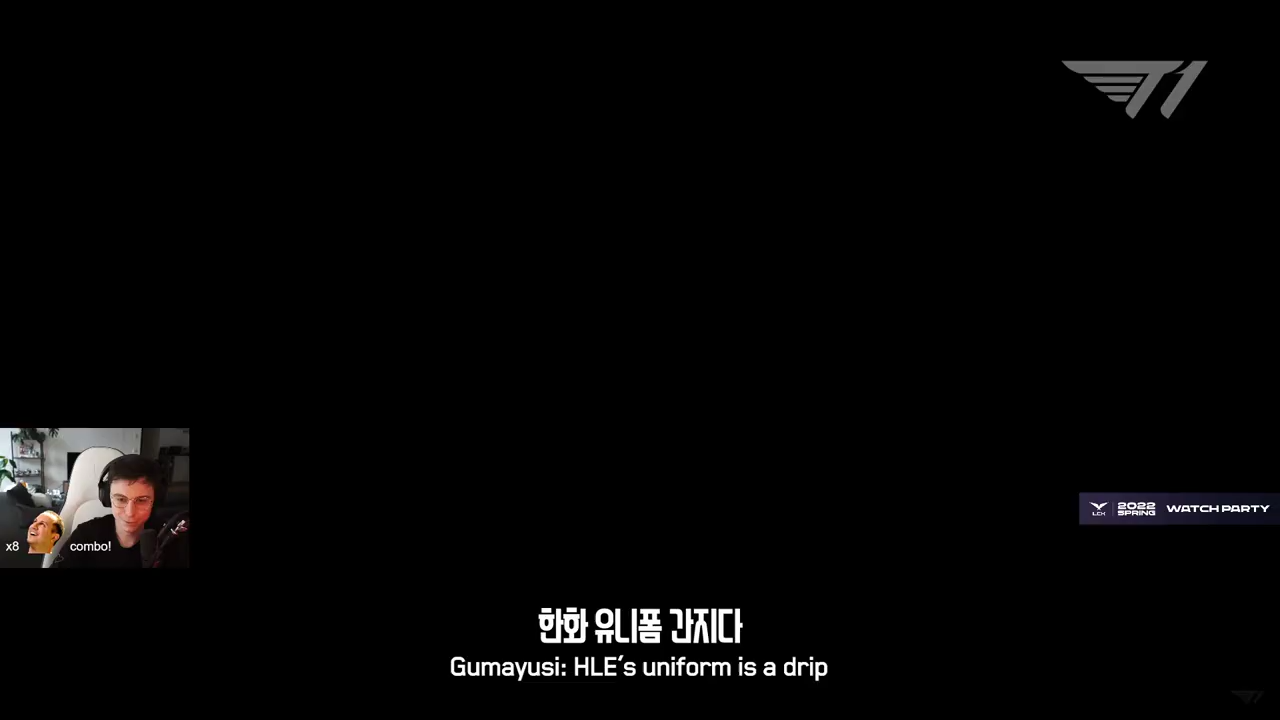 T1
x8
combo!
LCK
2022
SPRING
WATCH PARTY
한화 유니폼 간지다
Gumayusi: HLE's uniform is a drip